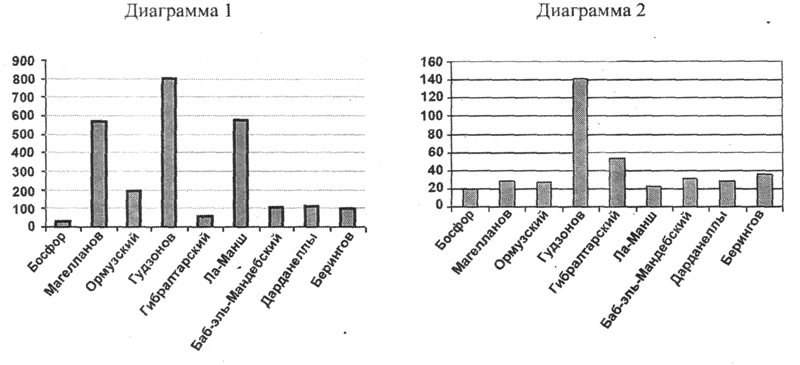 Диаграмма 1
900
800
700
600
500
400
300
200
100
0
Босфор
Магелланов
Ормузский
Гудзонов
Гибралтарский
Ла-Манш
Баб-эль-Мандебский
Дарданеллы
Берингов
Диаграмма 2
160
140
120
100
80
60
40
20
0
Босфор
Магелланов
Ормузский
Гудзонов
Гибралтарский
Ла-Манш
Баб-эль-Мандебский
Дарданеллы
Берингов